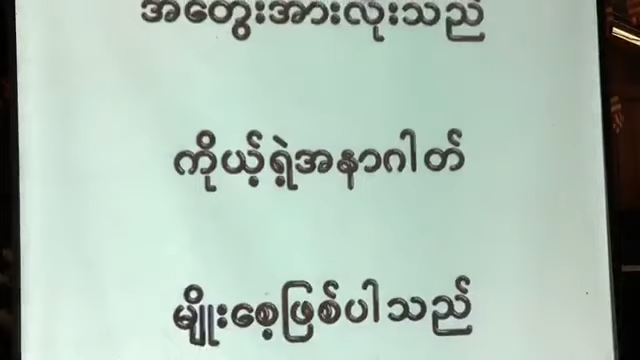 အတွေးအားလုံးသည်
ကိုယ့်ရဲ့အနာဂါတ်
မျိုးစေ့ဖြစ်ပါသည်